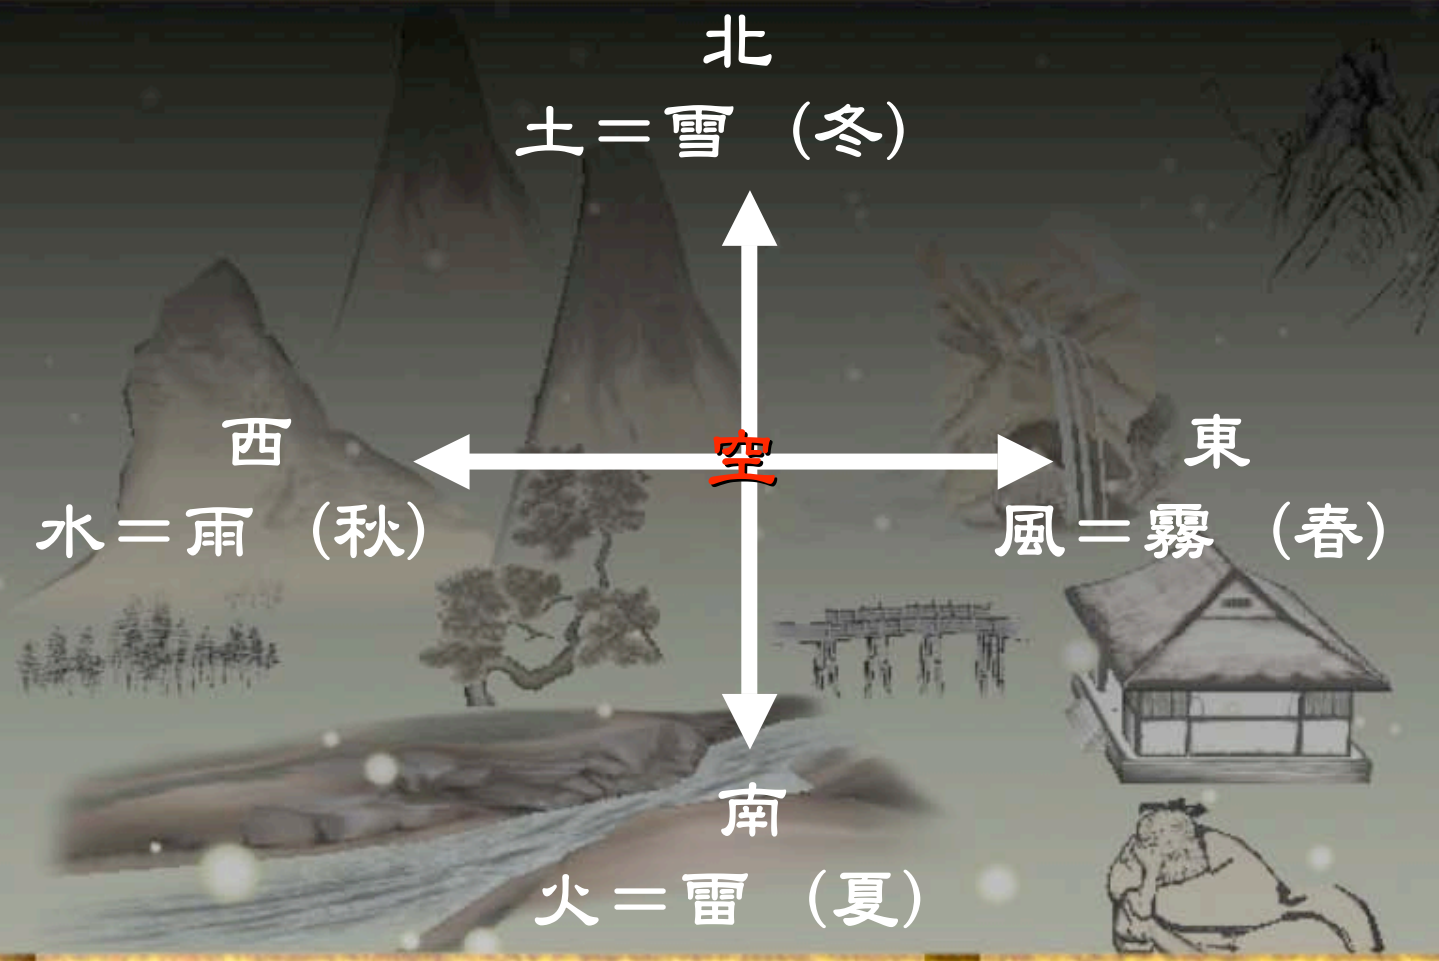 北
土＝雪（冬）
西
東
空
水＝雨（秋）
風＝霧（春）
南
火＝雷（夏）